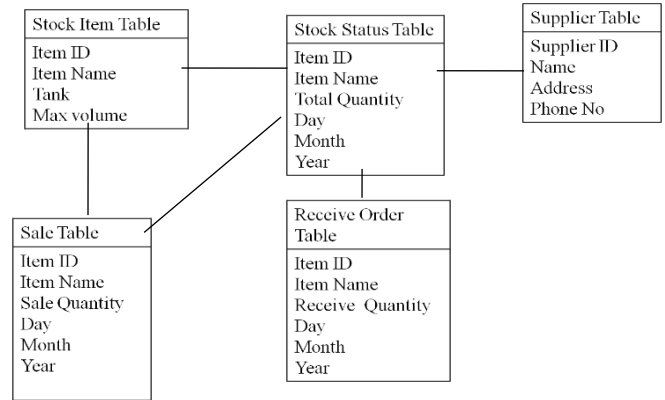 Stock Item Table
Item ID
Item Name
Tank
Max volume
Stock Status Table
Item ID
Item Name
Total Quantity
Day
Month
Year
Supplier Table
Supplier ID
Name
Address
Phone No
Sale Table
Item ID
Item Name
Sale Quantity
Day
Month
Year
Receive Order
Table
Item ID
Item Name
Receive Quantity
Day
Month
Year